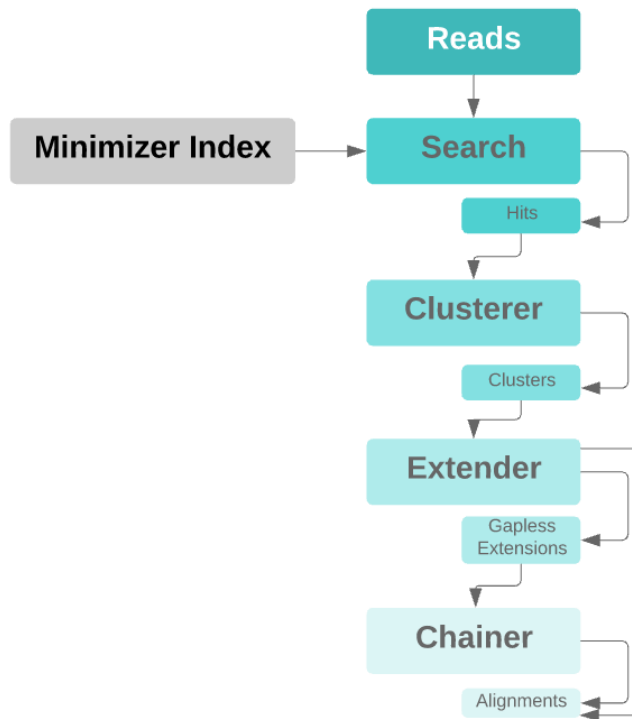 Reads
Minimizer Index
Search
Hits
Clusterer
Clusters
Extender
Gapless
Extensions
Chainer
Alignments